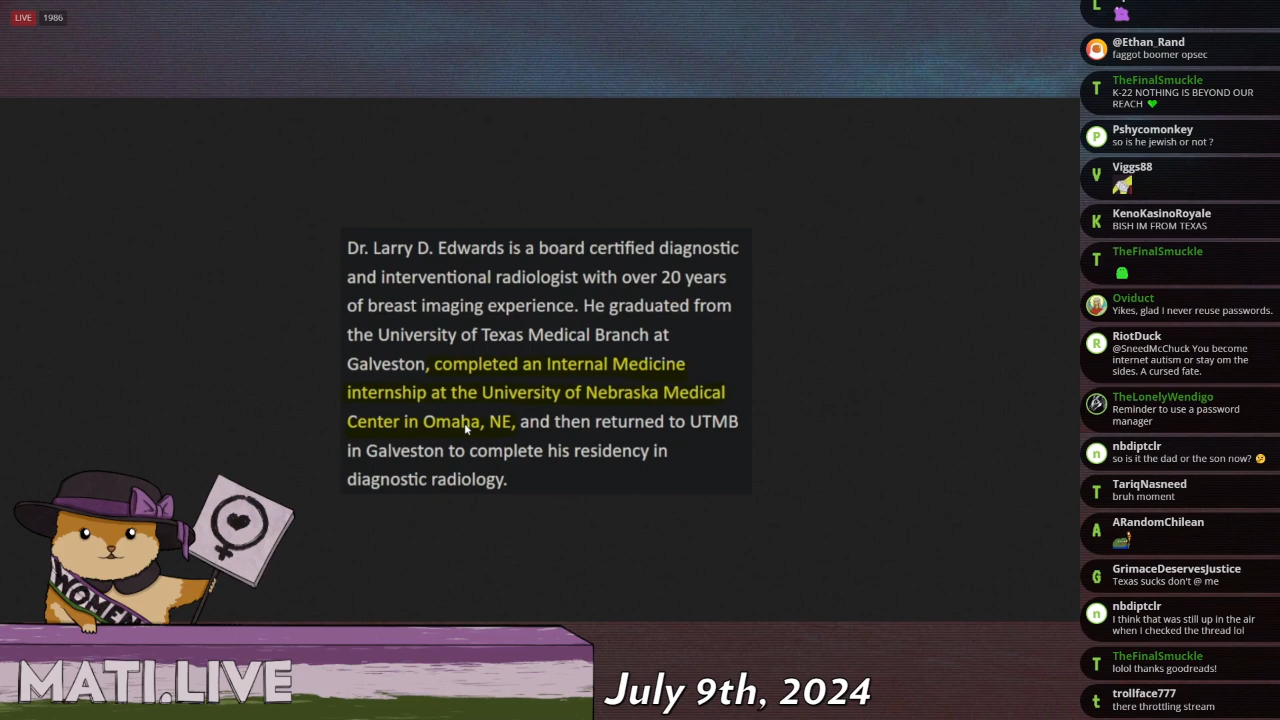 LIVE 1986
Dr. Larry D. Edwards is a board certified diagnostic
and interventional radiologist with over 20 years
of breast imaging experience. He graduated from
the University of Texas Medical Branch at
Galveston, completed an Internal Medicine
internship at the University of Nebraska Medical
Center in Omaha, NE, and then returned to UTMB
in Galveston to complete his residency in
diagnostic radiology.
WOMEN
MATI.LIVE
July 9th, 2024
L
@Ethan_Rand
faggot boomer opsec
T
TheFinalSmuckle
K-22 NOTHING IS BEYOND OUR
REACH
P
Pshycomonkey
so is he jewish or not ?
V
Viggs88
K
KenoKasinoRoyale
BISH IM FROM TEXAS
T
TheFinalSmuckle
Oviduct
Yikes, glad I never reuse passwords.
R
RiotDuck
@SneedMcChuck You become
internet autism or stay om the
sides. A cursed fate.
TheLonelyWendigo
Reminder to use a password
manager
n
nbdiptclr
so is it the dad or the son now?
T
TariqNasneed
bruh moment
A
ARandomChilean
G
GrimaceDeservesJustice
Texas sucks don't @ me
n
nbdiptclr
I think that was still up in the air
when I checked the thread lol
T
TheFinalSmuckle
lolol thanks goodreads!
t
trollface777
there throttling stream